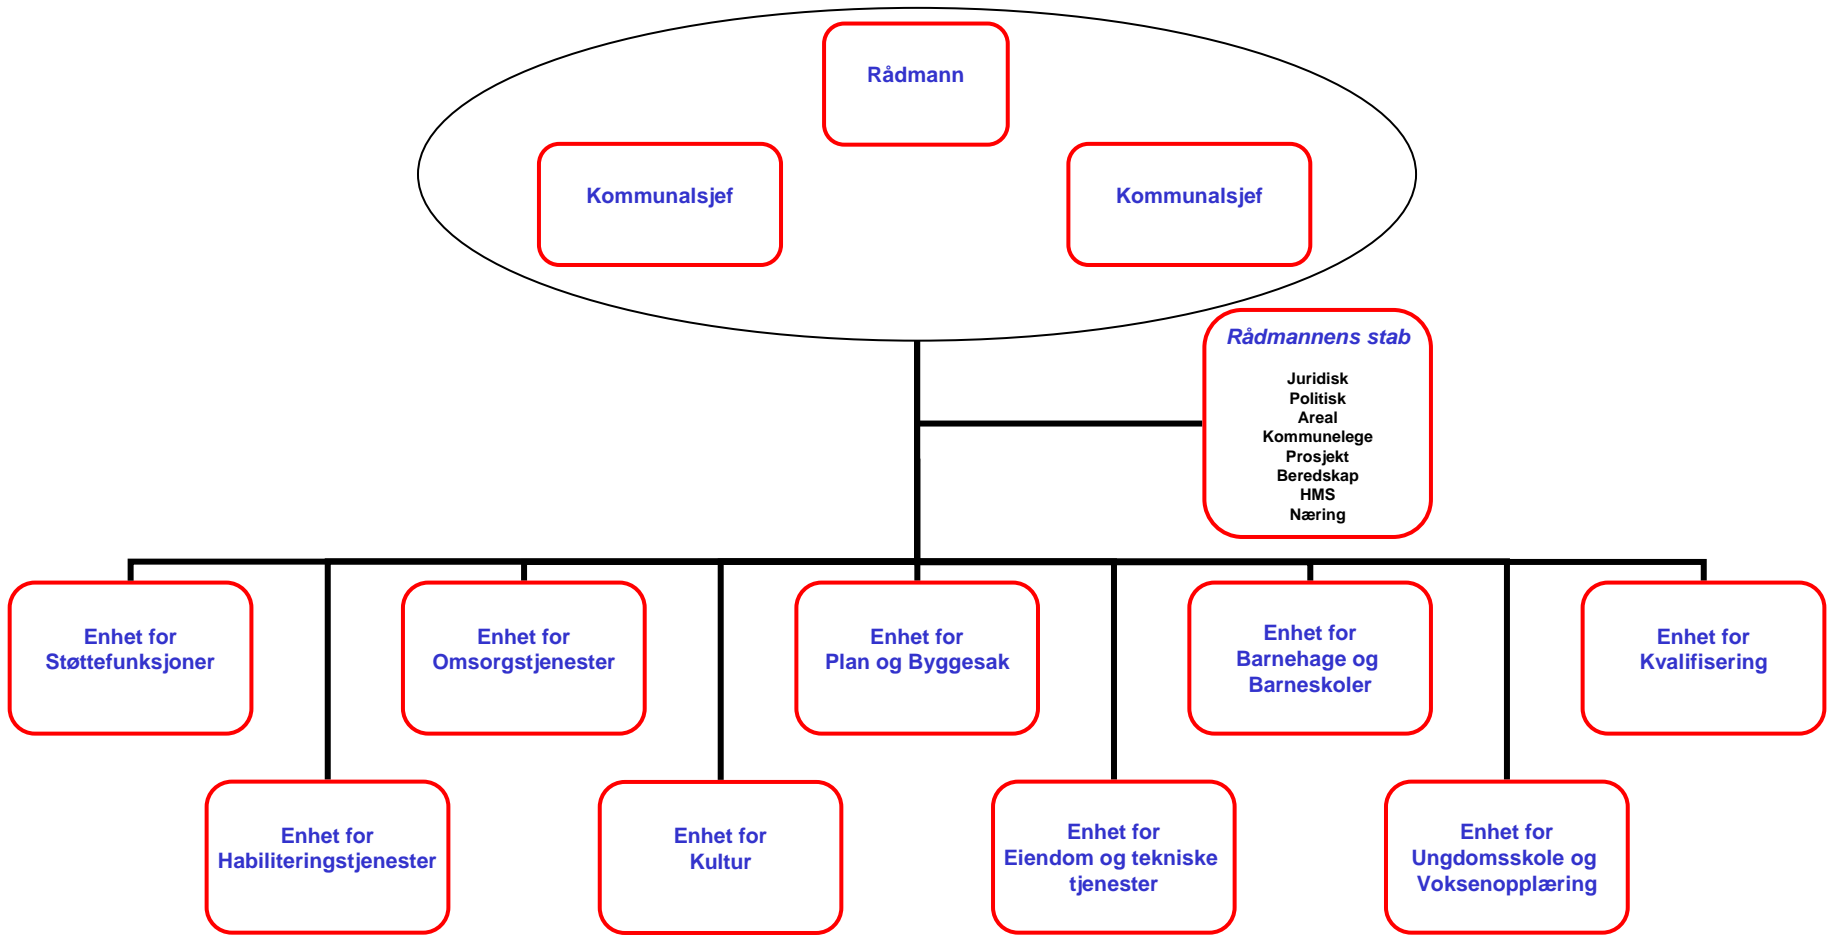 Rådmann
Kommunalsjef
Kommunalsjef
Rådmannens stab
Juridisk
Politisk
Areal
Kommunelege
Prosjekt
Beredskap
HMS
Næring
Enhet for
Støttefunksjoner
Enhet for
Omsorgstjenester
Enhet for
Plan og Byggesak
Enhet for
Barnehage og
Barneskoler
Enhet for
Kvalifisering
Enhet for
Habiliteringstjenester
Enhet for
Kultur
Enhet for
Eiendom og tekniske
tjenester
Enhet for
Ungdomsskole og
Voksenopplæring